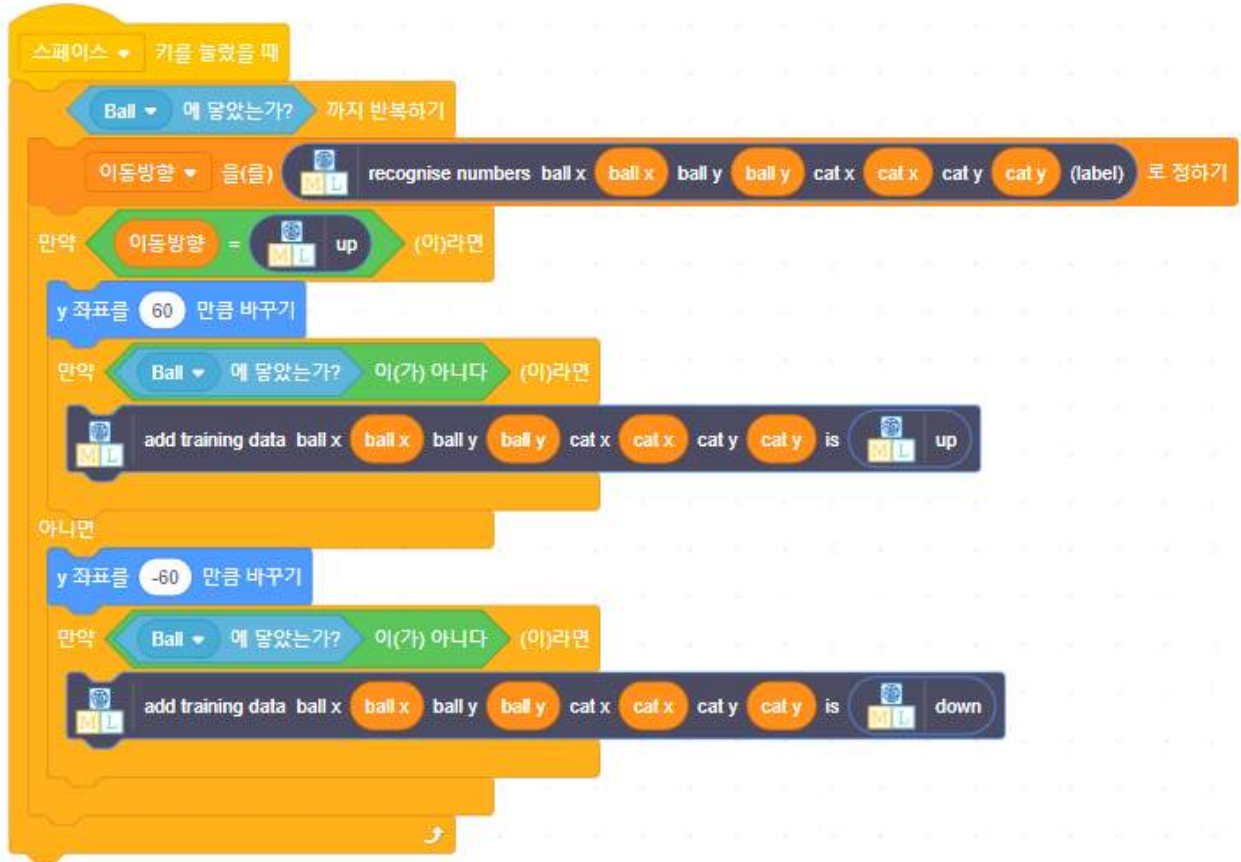 스페이스 키를 눌렀을 때
Ball 에 닿았는가? 까지 반복하기
이동방향 을(를) ML recognise numbers ball x ball x ball y ball y cat x cat x cat y cat y (label) 로 정하기
만약 이동방향 = ML up (이)라면
y 좌표를 60 만큼 바꾸기
만약 Ball 에 닿았는가? 이(가) 아니다 (이)라면
ML add training data ball x ball x ball y ball y cat x cat x cat y cat y is ML up
아니면
y 좌표를 -60 만큼 바꾸기
만약 Ball 에 닿았는가? 이(가) 아니다 (이)라면
ML add training data ball x ball x ball y ball y cat x cat x cat y cat y is ML down